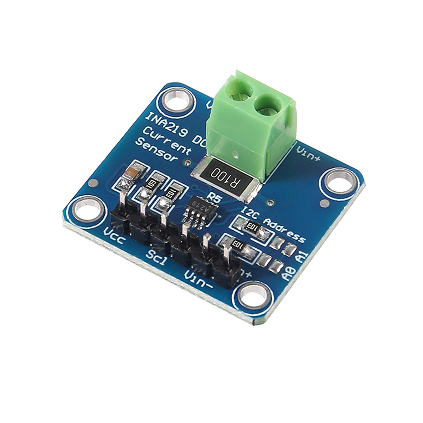 INA219 DC
Current
Sensor
Vin+
R100
R5
I2C Address
A1
A0
Vcc
Scl
Vin-